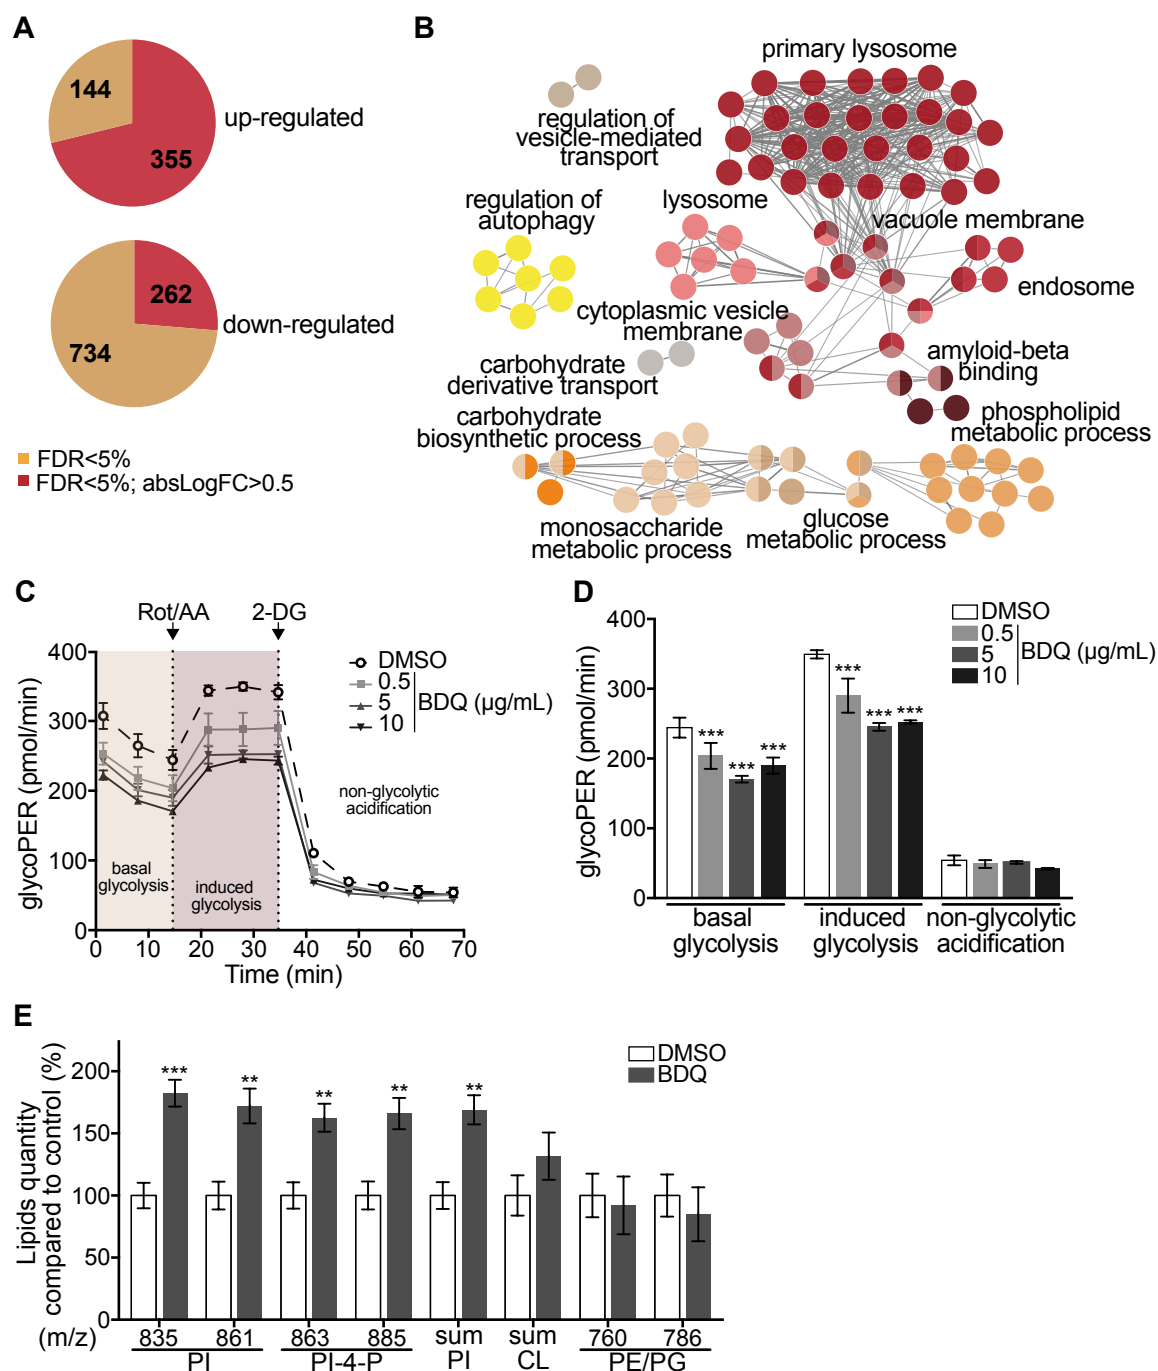 A
144
355
up-regulated
262
734
down-regulated
FDR<5%
FDR<5%; absLogFC>0.5
B
primary lysosome
regulation of
vesicle-mediated
transport
regulation of
autophagy
lysosome
vacuole membrane
endosome
cytoplasmic vesicle
membrane
carbohydrate
derivative transport
amyloid-beta
binding
carbohydrate
biosynthetic process
phospholipid
metabolic process
monosaccharide
metabolic process
glucose
metabolic process
C
Rot/AA
2-DG
glycoPER (pmol/min)
400
300
200
100
0
DMSO
0.5
5
10
BDQ (µg/mL)
basal
glycolysis
induced
glycolysis
non-glycolytic
acidification
0 10 20 30 40 50 60 70
Time (min)
D
glycoPER (pmol/min)
400
300
200
100
0
DMSO
0.5
5
10
BDQ (µg/mL)
*** *** ***
*** *** ***
basal
glycolysis
induced
glycolysis
non-glycolytic
acidification
E
Lipids quantity
compared to control (%)
200
150
100
50
0
DMSO
BDQ
*** ** ** ** **
(m/z) 835 861 863 885 sum sum 760 786
PI PI-4-P PI CL PE/PG